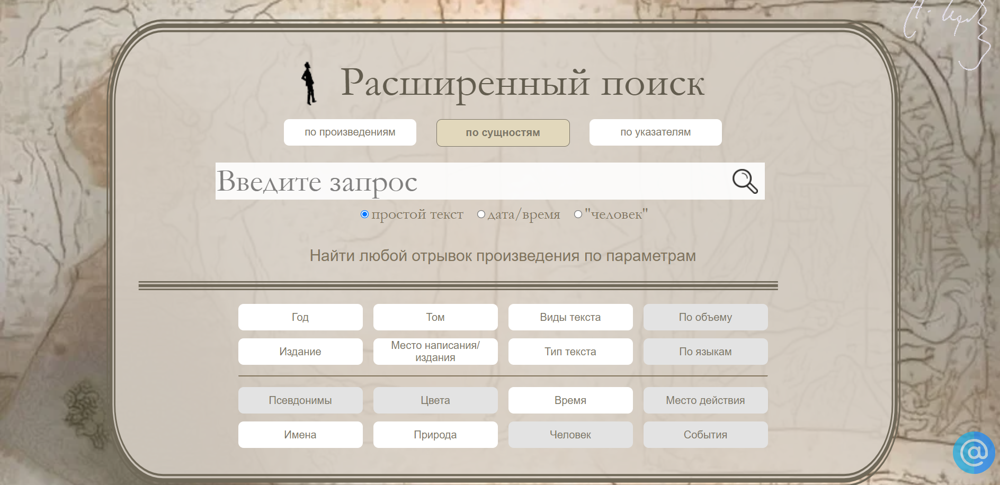 Расширенный поиск
по произведениям
по сущностям
по указателям
Введите запрос
простой текст
дата/время
"человек"
Найти любой отрывок произведения по параметрам
Год
Том
Виды текста
По объему
Издание
Место написания/
издания
Тип текста
По языкам
Псевдонимы
Цвета
Время
Место действия
Имена
Природа
Человек
События
@